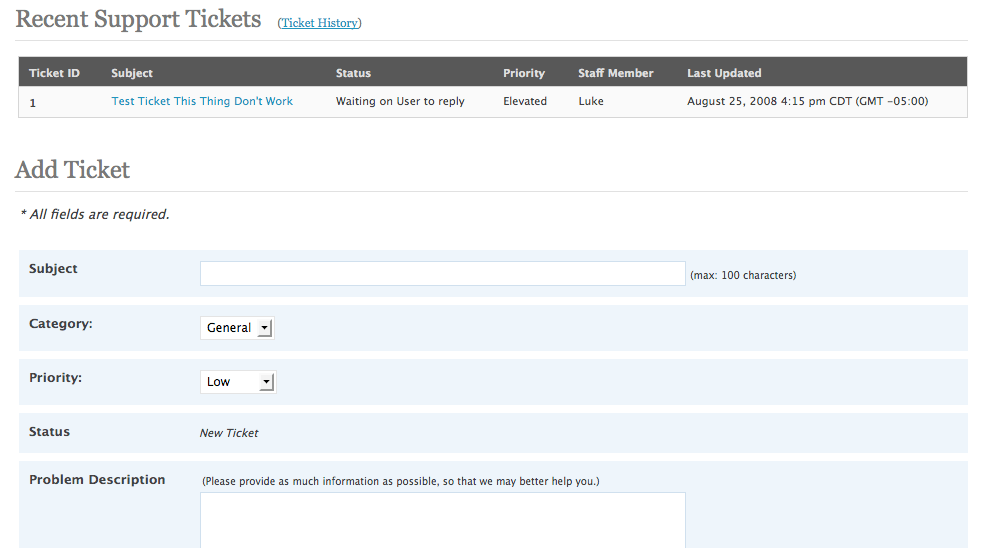 Recent Support Tickets (Ticket History)
Ticket ID Subject Status Priority Staff Member Last Updated
1 Test Ticket This Thing Don't Work Waiting on User to reply Elevated Luke August 25, 2008 4:15 pm CDT (GMT -05:00)
Add Ticket
* All fields are required.
Subject (max: 100 characters)
Category: General
Priority: Low
Status New Ticket
Problem Description (Please provide as much information as possible, so that we may better help you.)